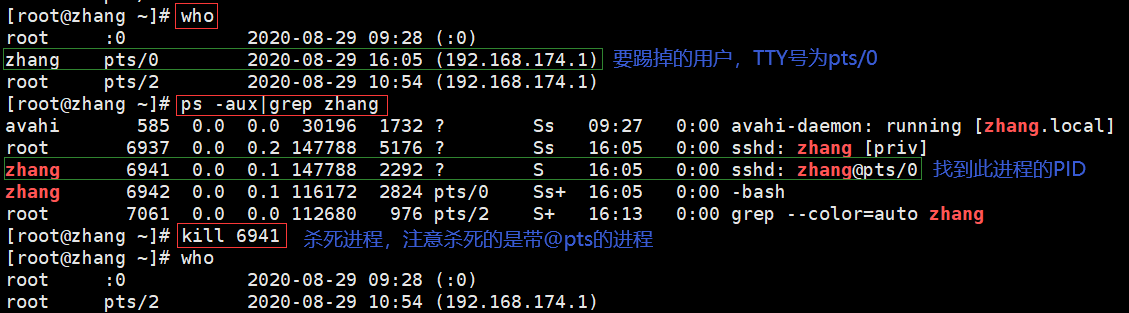 [root@zhang ~]# who
root     :0           2020-08-29 09:28 (:0)
zhang    pts/0        2020-08-29 16:05 (192.168.174.1) 要踢掉的用户，TTY号为pts/0
root     pts/2        2020-08-29 10:54 (192.168.174.1)
[root@zhang ~]# ps -aux|grep zhang
avahi       585  0.0  0.0  30196  1732 ?        Ss   09:27   0:00 avahi-daemon: running [zhang.local]
root       6937  0.0  0.2 147788  5176 ?        Ss   16:05   0:00 sshd: zhang [priv]
zhang      6941  0.0  0.1 147788  2292 ?        S    16:05   0:00 sshd: zhang@pts/0 找到此进程的PID
zhang      6942  0.0  0.1 116172  2824 pts/0    Ss+  16:05   0:00 -bash
root       7061  0.0  0.0 112680   976 pts/2    S+   16:13   0:00 grep --color=auto zhang
[root@zhang ~]# kill 6941 杀死进程，注意杀死的是带@pts的进程
[root@zhang ~]# who
root     :0           2020-08-29 09:28 (:0)
root     pts/2        2020-08-29 10:54 (192.168.174.1)